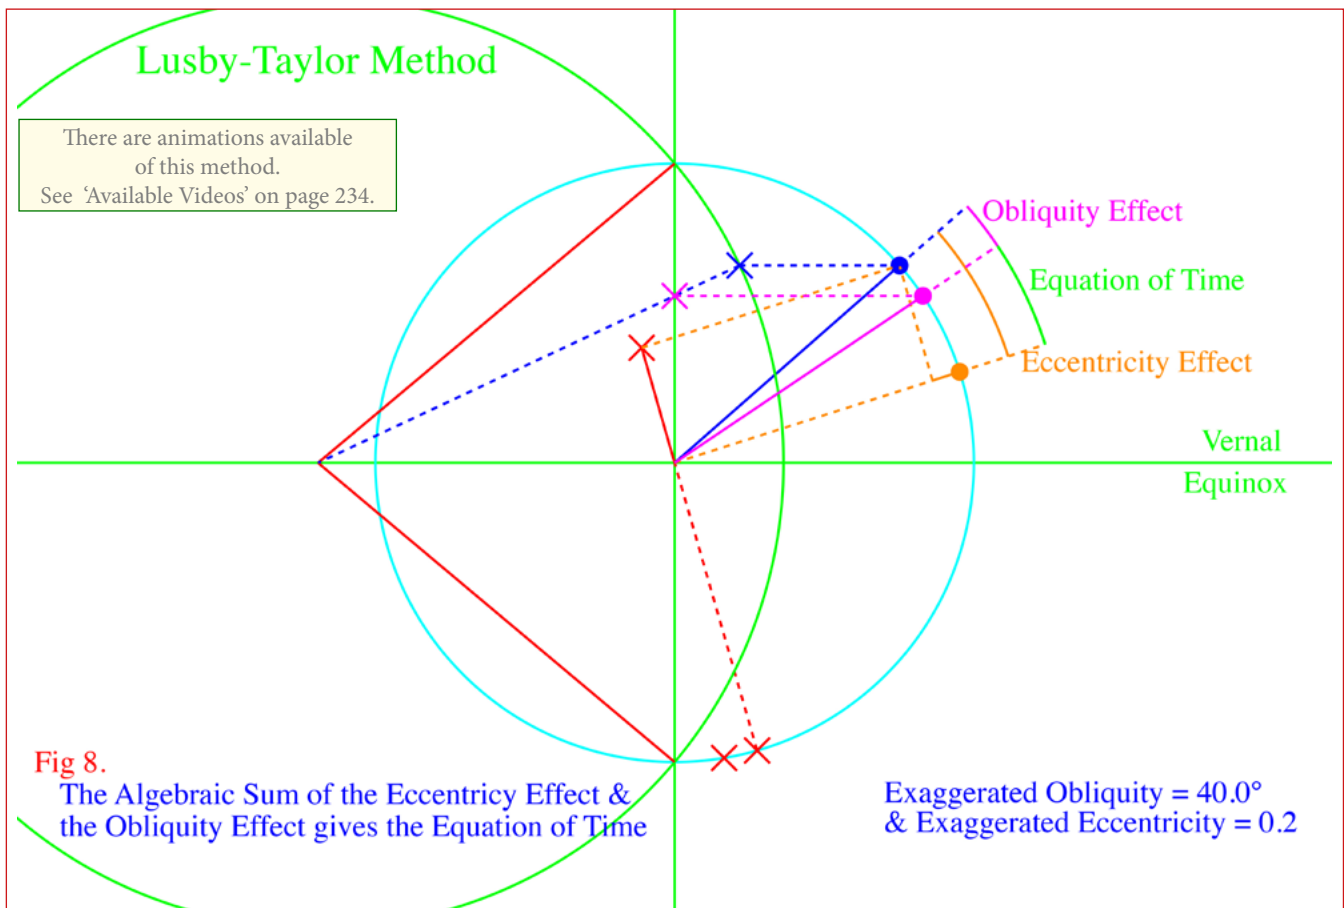 Lusby-Taylor Method
There are animations available
of this method.
See ‘Available Videos’ on page 234.
Obliquity Effect
Equation of Time
Eccentricity Effect
Vernal
Equinox
Fig 8.
The Algebraic Sum of the Eccentricy Effect &
the Obliquity Effect gives the Equation of Time
Exaggerated Obliquity = 40.0°
& Exaggerated Eccentricity = 0.2